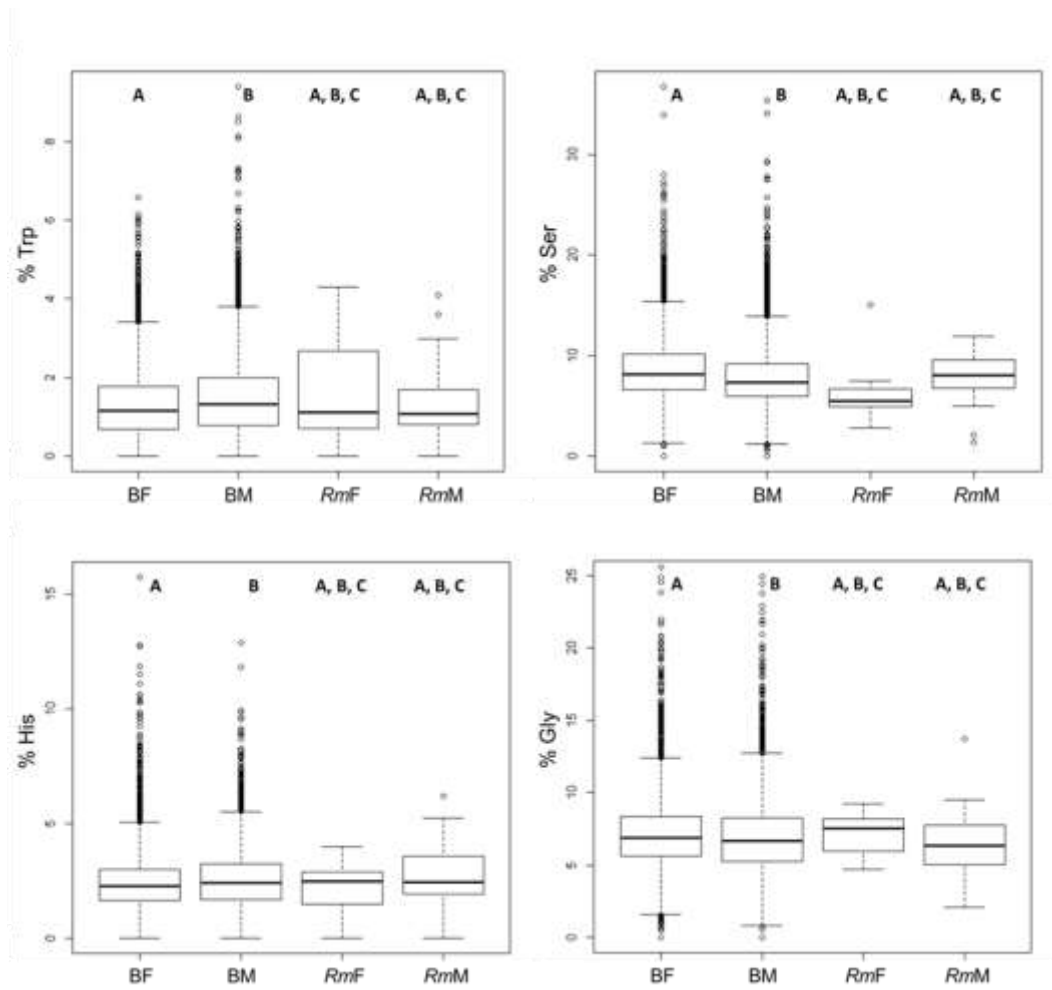 A B A, B, C A, B, C
% Trp
8
6
4
2
0
BF BM RmF RmM
A B A, B, C A, B, C
% Ser
30
20
10
0
BF BM RmF RmM
A B A, B, C A, B, C
% His
15
10
5
0
BF BM RmF RmM
A B A, B, C A, B, C
% Gly
25
20
15
10
5
0
BF BM RmF RmM